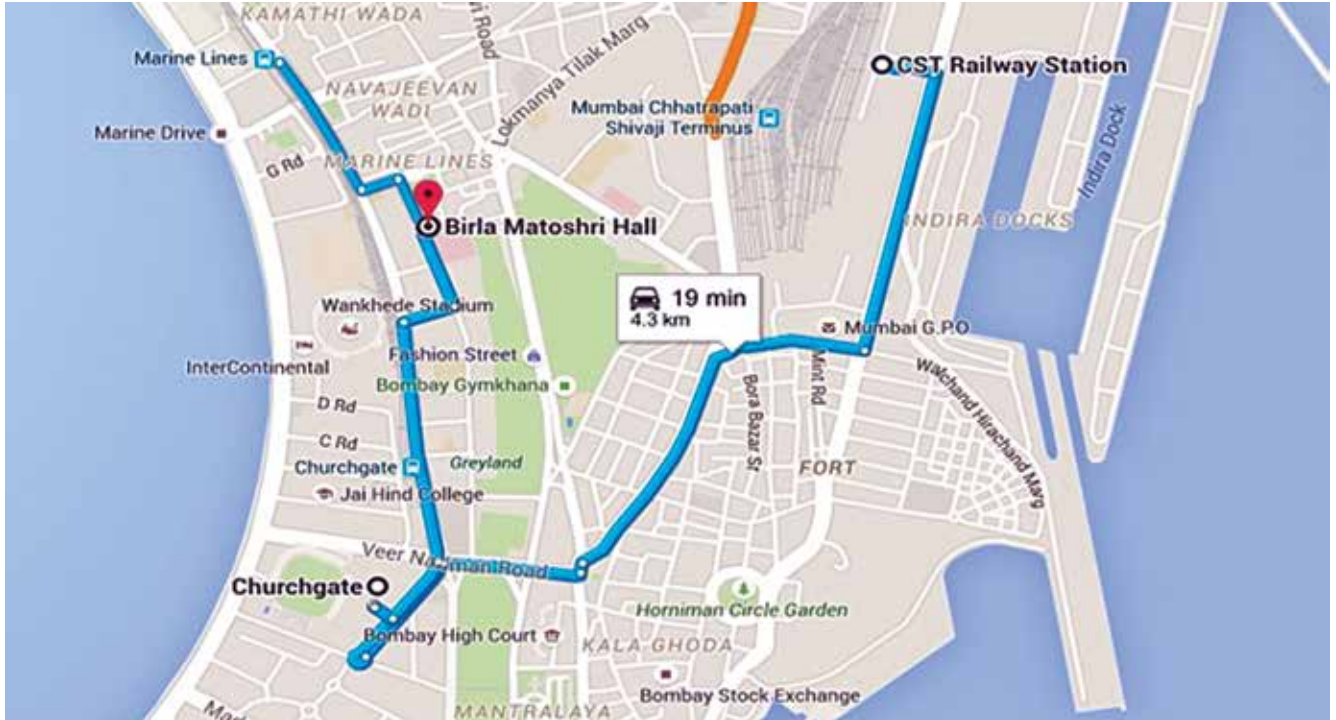 KAMATHI WADA
vi Road
Lokmanya Tilak Marg
Marine Lines
NAVAJEEVAN
WADI
CST Railway Station
Mumbai Chhatrapati
Shivaji Terminus
Marine Drive
G Rd
MARINE LINES
Indira Dock
Birla Matoshri Hall
INDIRA DOCKS
19 min
4.3 km
Wankhede Stadium
Mumbai G.P.O
InterContinental
Fashion Street
Bombay Gymkhana
Mint Rd
Walchand Hirachand Marg
Bora Bazar Sr
D Rd
C Rd
Churchgate
Greyland
FORT
Jai Hind College
Veer Nariman Road
Churchgate
Horniman Circle Garden
Bombay High Court
KALA GHODA
Bombay Stock Exchange
MANTRALAYA